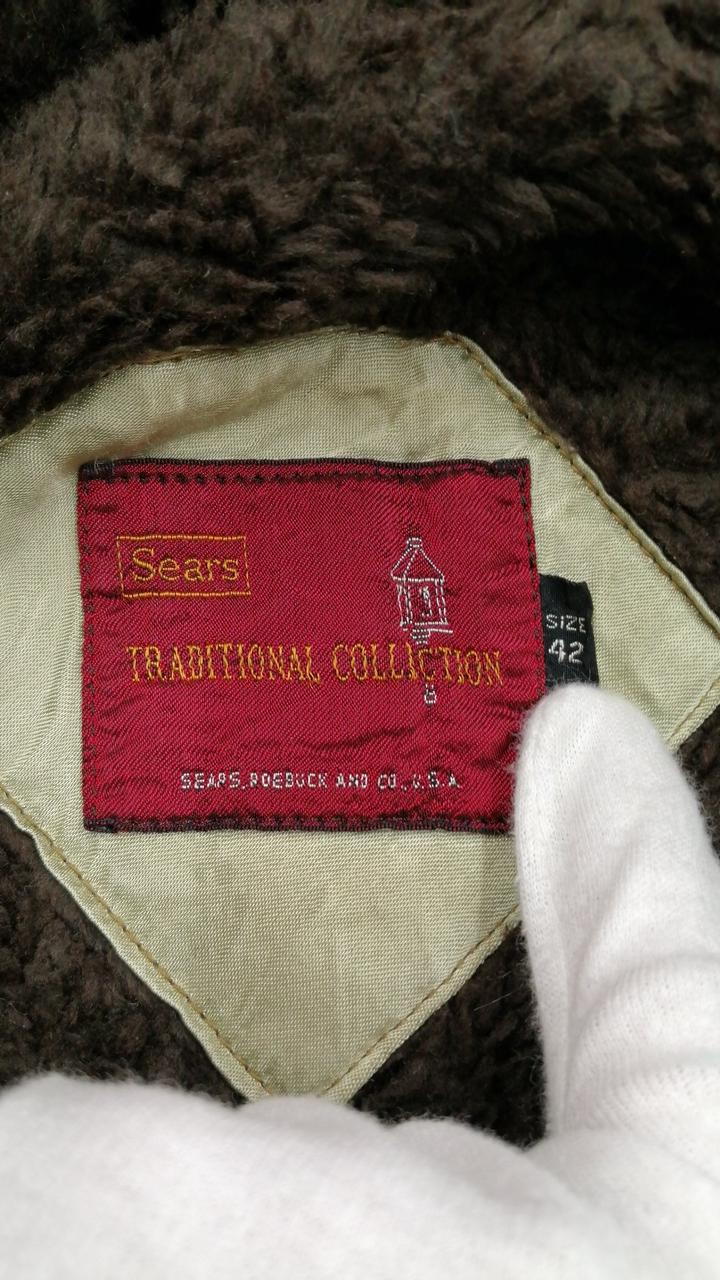 Sears
TRADITIONAL COLLECTION
SEARS, ROEBUCK AND CO., U.S.A.
SIZE
42